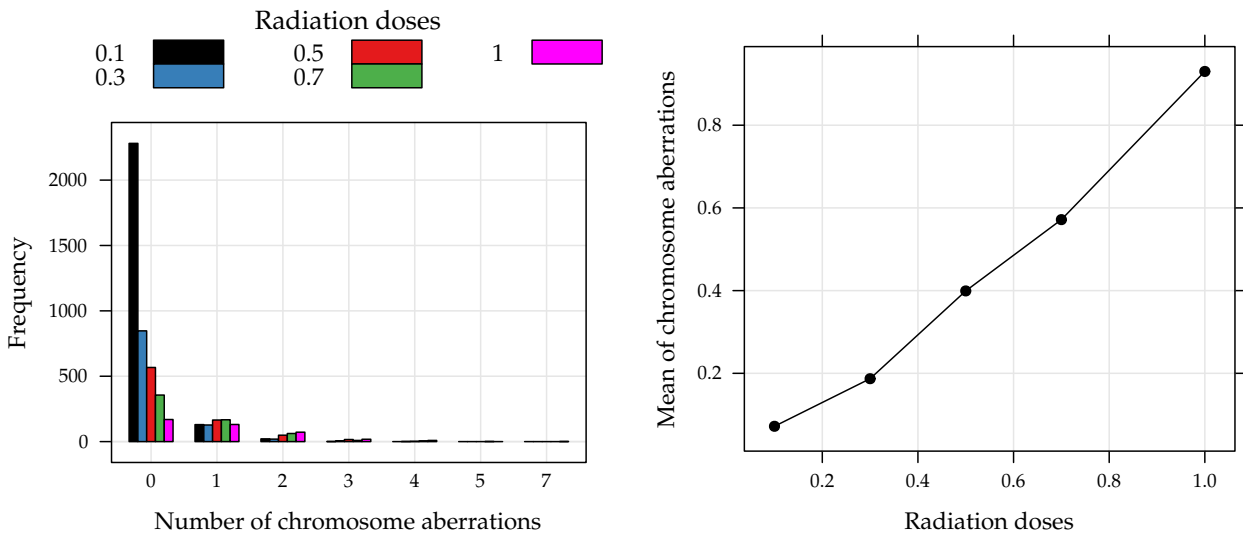 Radiation doses
0.1 0.5 1
0.3 0.7
2000
1500
1000
500
0
Frequency
0 1 2 3 4 5 7
Number of chromosome aberrations
0.8
0.6
0.4
0.2
Mean of chromosome aberrations
0.2 0.4 0.6 0.8 1.0
Radiation doses